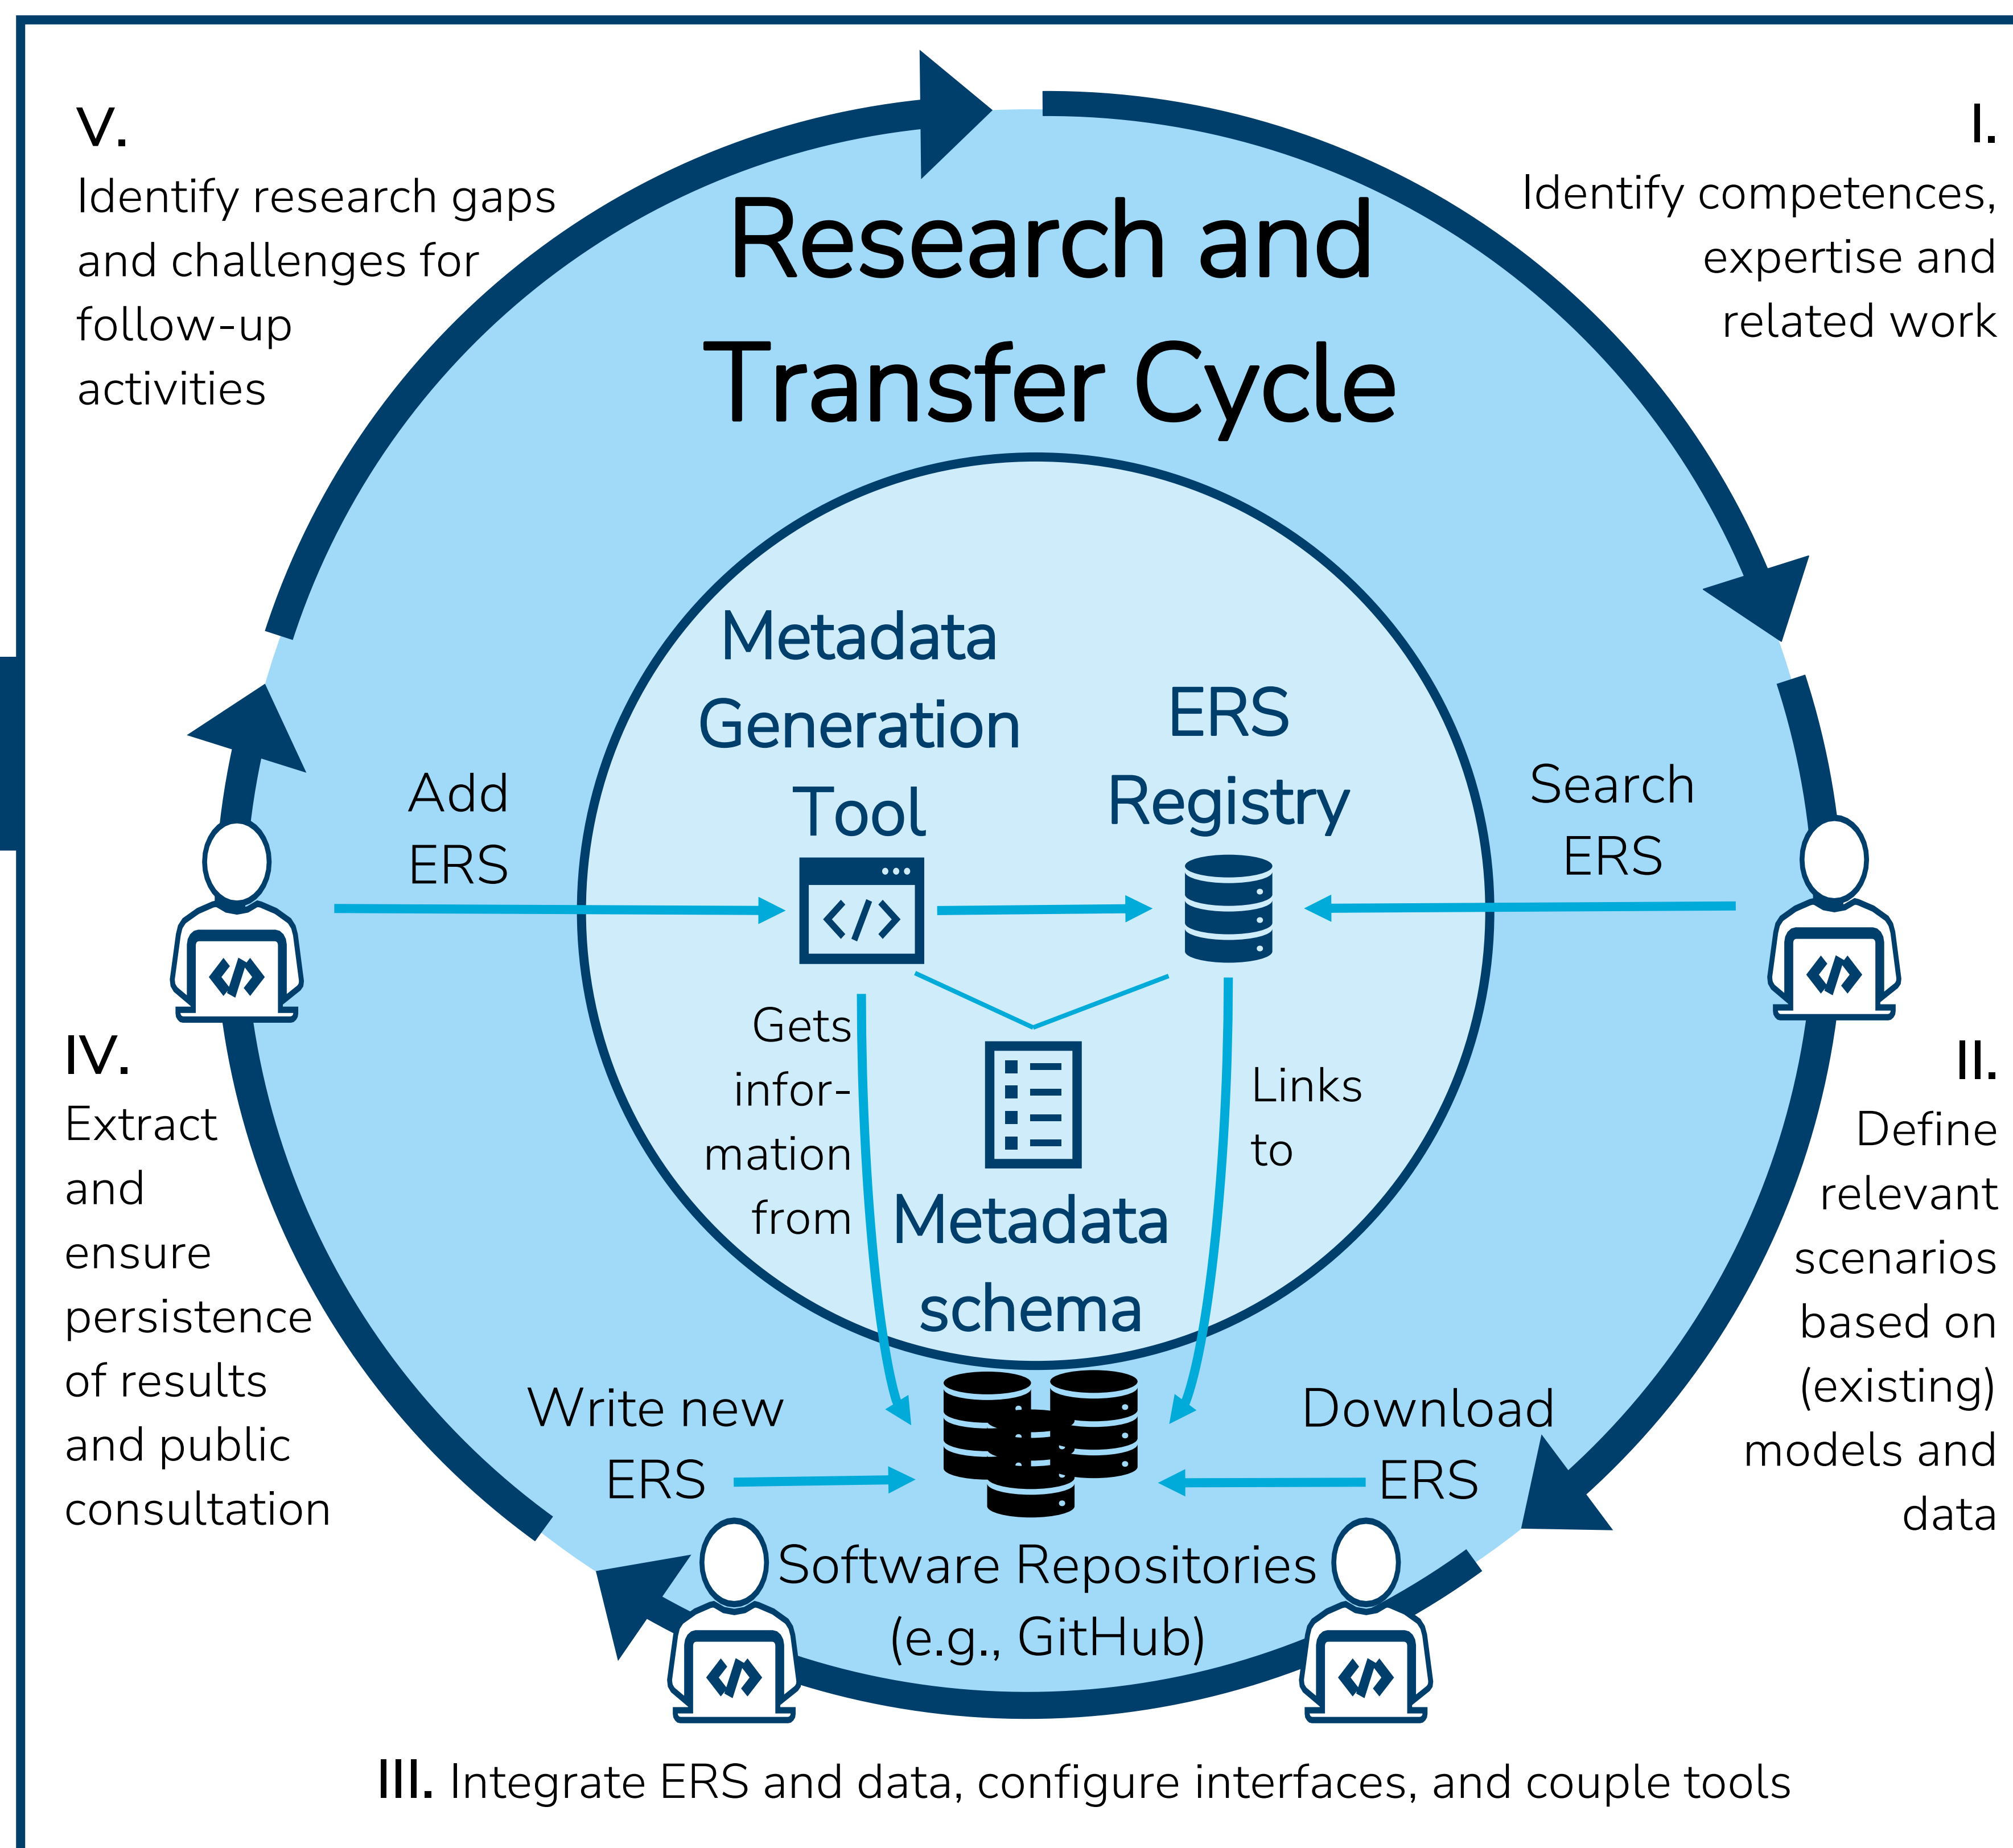 Research and
Transfer Cycle
I.
Identify competences,
expertise and
related work
II.
Define
relevant
scenarios
based on
(existing)
models and
data
III. Integrate ERS and data, configure interfaces, and couple tools
IV.
Extract
and
ensure
persistence
of results
and public
consultation
V.
Identify research gaps
and challenges for
follow-up
activities
Metadata
Generation
Tool
ERS
Registry
Add
ERS
Search
ERS
</>
Gets
infor-
mation
from
Links
to
Metadata
schema
Write new
ERS
Download
ERS
Software Repositories
(e.g., GitHub)
</>
</>
</>
</>